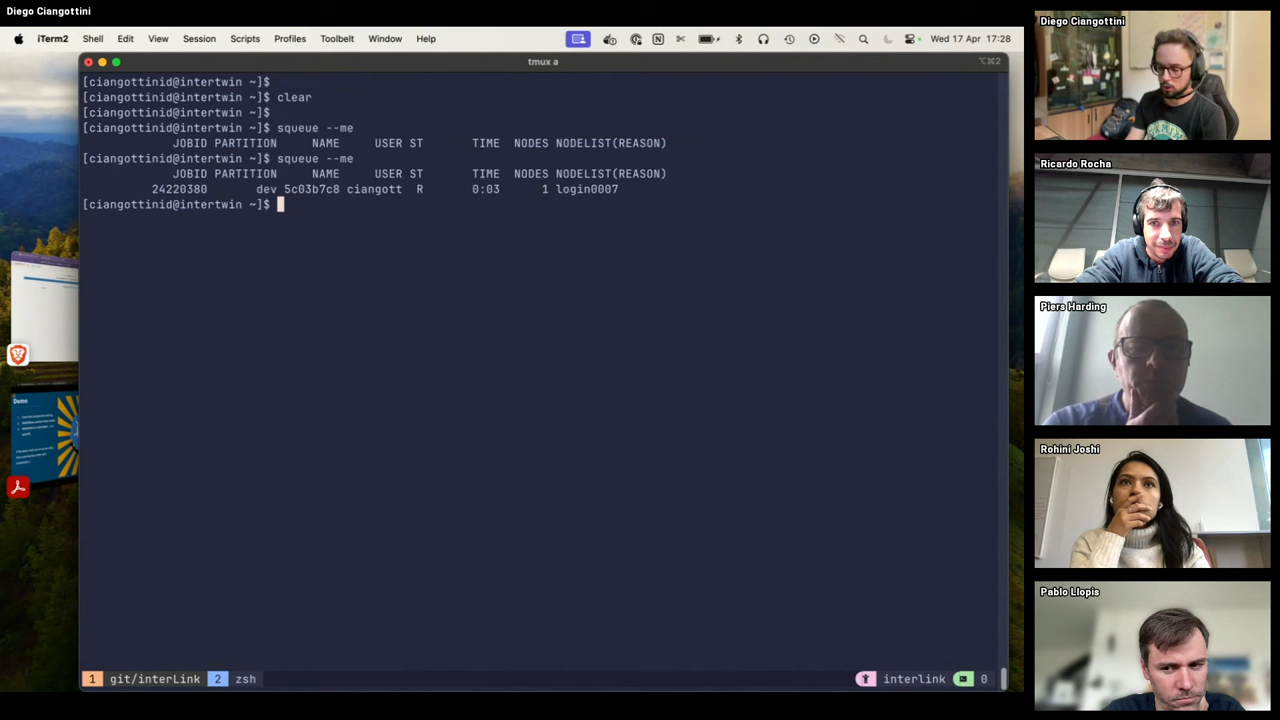 Diego Ciangottini
iTerm2 Shell Edit View Session Scripts Profiles Toolbelt Window Help Wed 17 Apr 17:28
tmux a
⌥⌘2
[ciangottinid@intertwin ~]$
[ciangottinid@intertwin ~]$ clear
[ciangottinid@intertwin ~]$
[ciangottinid@intertwin ~]$ squeue --me
JOBID PARTITION NAME USER ST TIME NODES NODELIST(REASON)
[ciangottinid@intertwin ~]$ squeue --me
JOBID PARTITION NAME USER ST TIME NODES NODELIST(REASON)
24220380 dev 5c03b7c8 ciangott R 0:03 1 login0007
[ciangottinid@intertwin ~]$
Demo
1 git/interLink 2 zsh interlink 0
Diego Ciangottini
Ricardo Rocha
Piers Harding
Rohini Joshi
Pablo Llopis